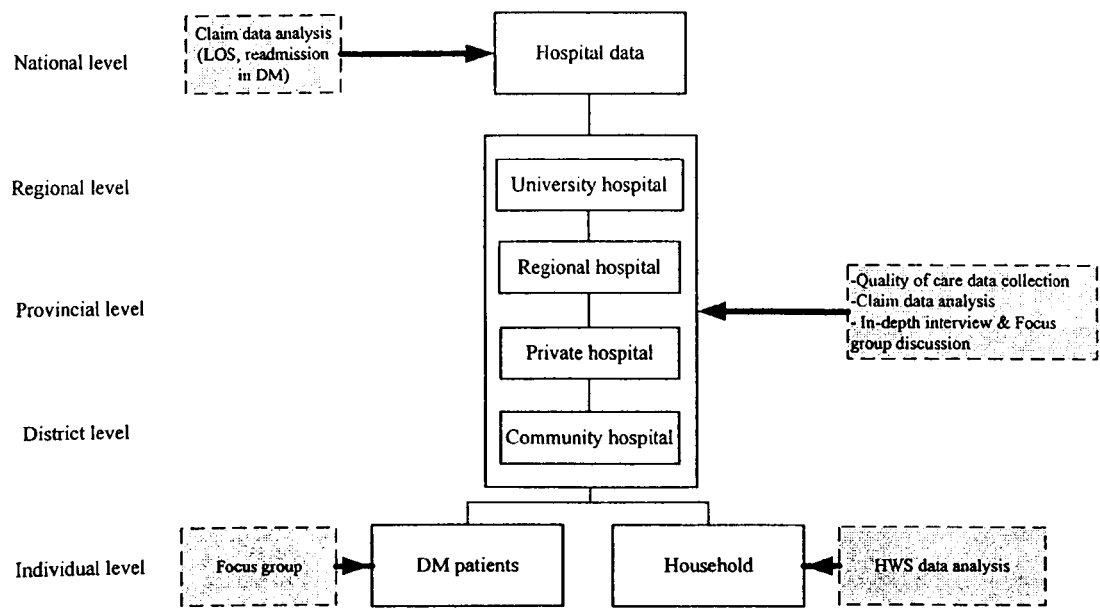 National level
Claim data analysis
(LOS, readmission
in DM)
Hospital data
Regional level
University hospital
Regional hospital
Provincial level
-Quality of care data collection
-Claim data analysis
- In-depth interview & Focus
group discussion
Private hospital
District level
Community hospital
Individual level
Focus group
DM patients
Household
HWS data analysis